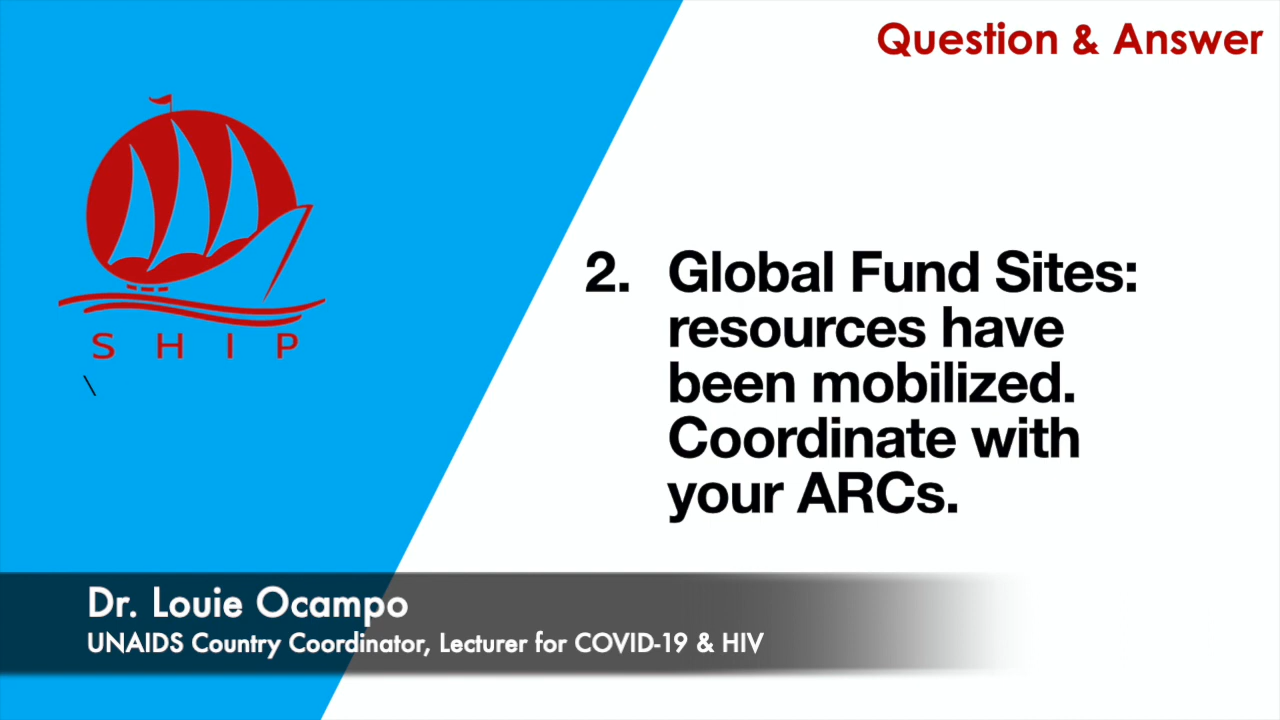 Question & Answer
S H I P
\
2. Global Fund Sites:
resources have
been mobilized.
Coordinate with
your ARCs.
Dr. Louie Ocampo
UNAIDS Country Coordinator, Lecturer for COVID-19 & HIV